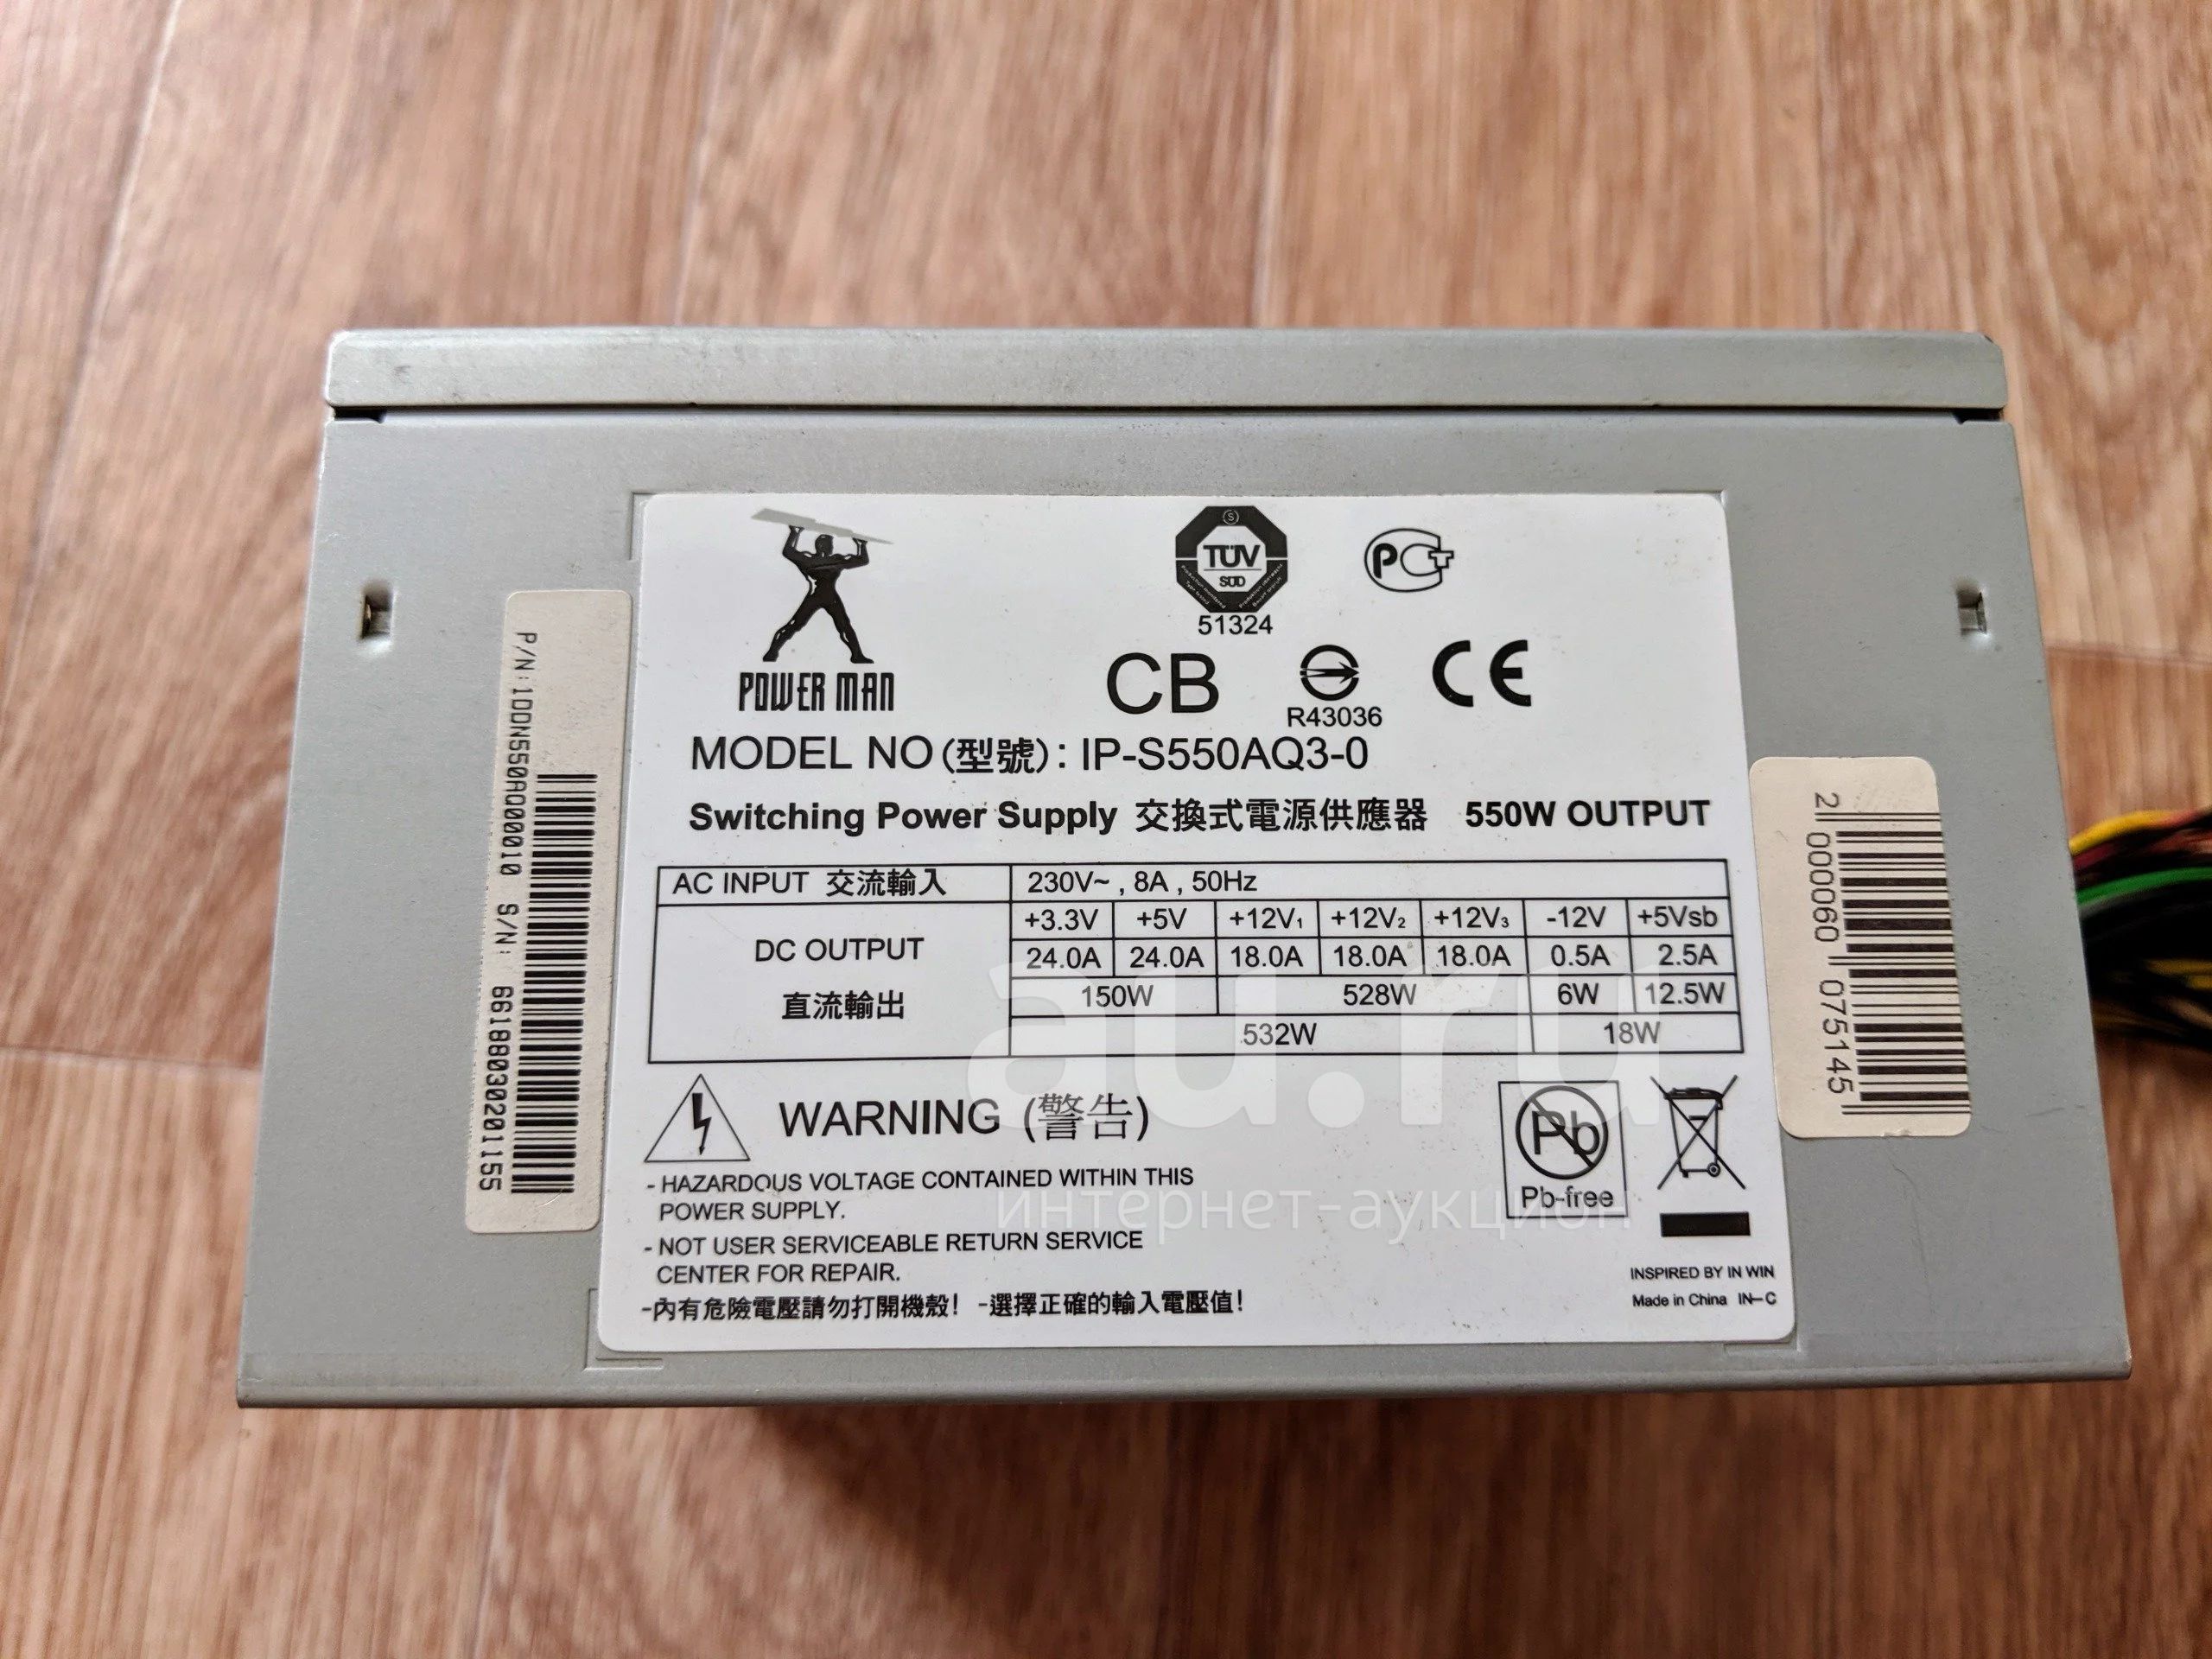 POWER MAN
TÜV
SÜD
51324
PCT
CB
R43036
CE
MODEL NO (型號) : IP-S550AQ3-0
Switching Power Supply 交換式電源供應器 550W OUTPUT
AC INPUT 交流輸入 230V~ , 8A , 50Hz
DC OUTPUT 直流輸出
+3.3V +5V +12V₁ +12V₂ +12V₃ -12V +5Vsb
24.0A 24.0A 18.0A 18.0A 18.0A 0.5A 2.5A
150W 528W 6W 12.5W
532W 18W
WARNING (警告)
- HAZARDOUS VOLTAGE CONTAINED WITHIN THIS
POWER SUPPLY.
- NOT USER SERVICEABLE RETURN SERVICE
CENTER FOR REPAIR.
-內有危險電壓請勿打開機殼! -選擇正確的輸入電壓值!
Pb
Pb-free
INSPIRED BY IN WIN
Made in China IN-C
P/N:1DDN550AQ00010 S/N: 66188030201155
2 000060 075145
au.ru
интернет-аукцион